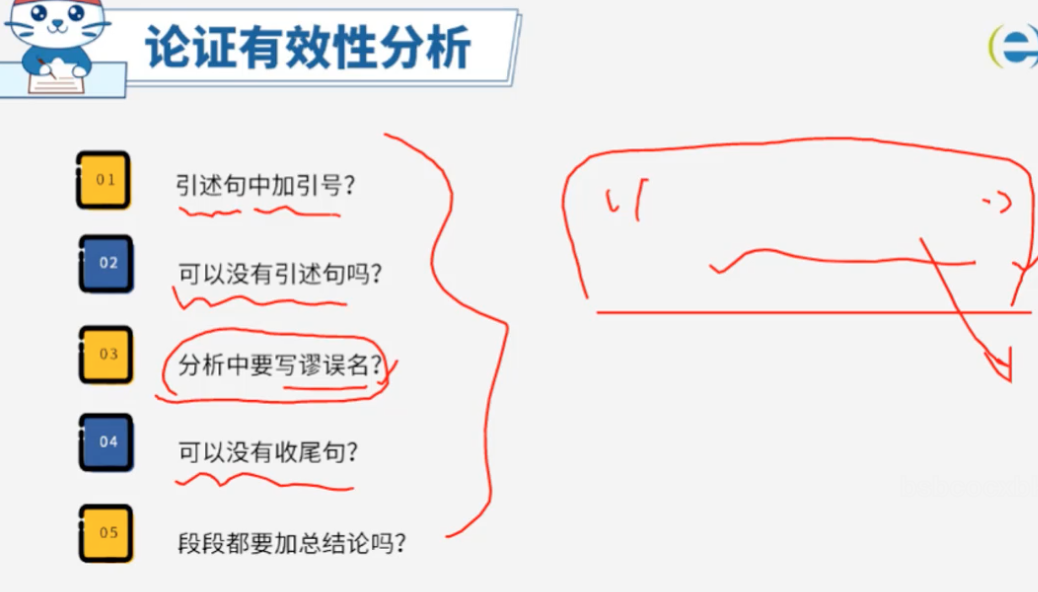 论证有效性分析
01
引述句中加引号？
02
可以没有引述句吗？
03
分析中要写谬误名？
04
可以没有收尾句？
05
段段都要加总结论吗？